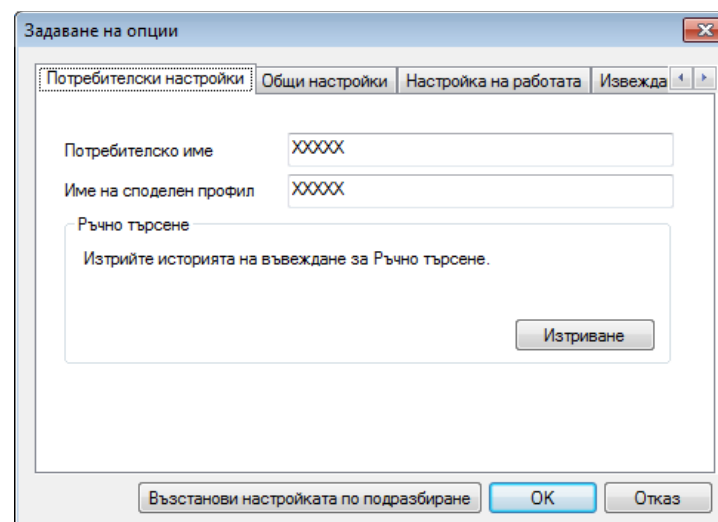 Задаване на опции
Потребителски настройки Общи настройки Настройка на работата Извежда
Потребителско име XXXXX
Име на споделен профил XXXXX
Ръчно търсене
Изтрийте историята на въвеждане за Ръчно търсене.
Изтриване
Възстанови настройката по подразбиране OK Отказ